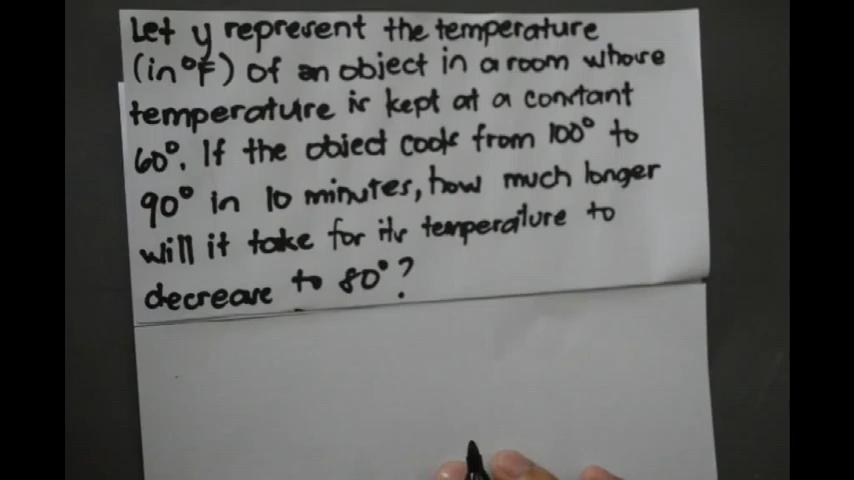 Let y represent the temperature
(in °F) of an object in a room whose
temperature is kept at a constant
60°. If the object cools from 100° to
90° in 10 minutes, how much longer
will it take for its temperature to
decrease to 80°?